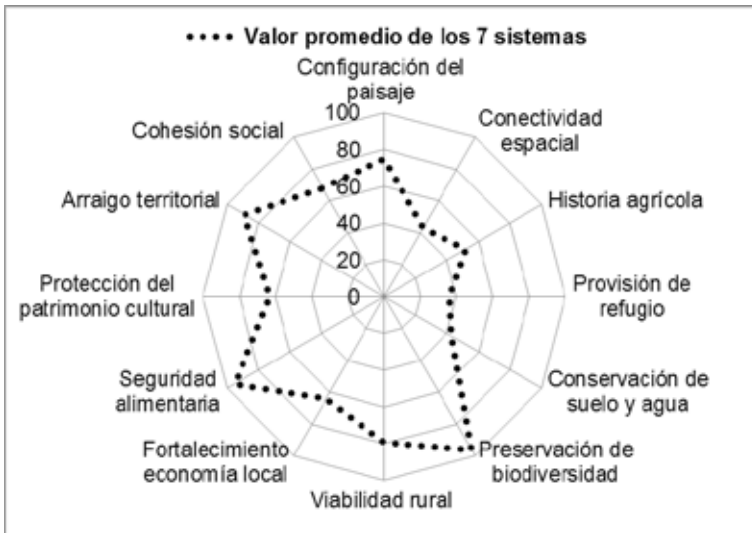 Valor promedio de los 7 sistemas
Configuración del
paisaje
Conectividad
espacial
Historia agrícola
Provisión de
refugio
Conservación de
suelo y agua
Preservación de
biodiversidad
Viabilidad rural
Fortalecimiento
economía local
Seguridad
alimentaria
Protección del
patrimonio cultural
Arraigo territorial
Cohesión social
100
80
60
40
20
0